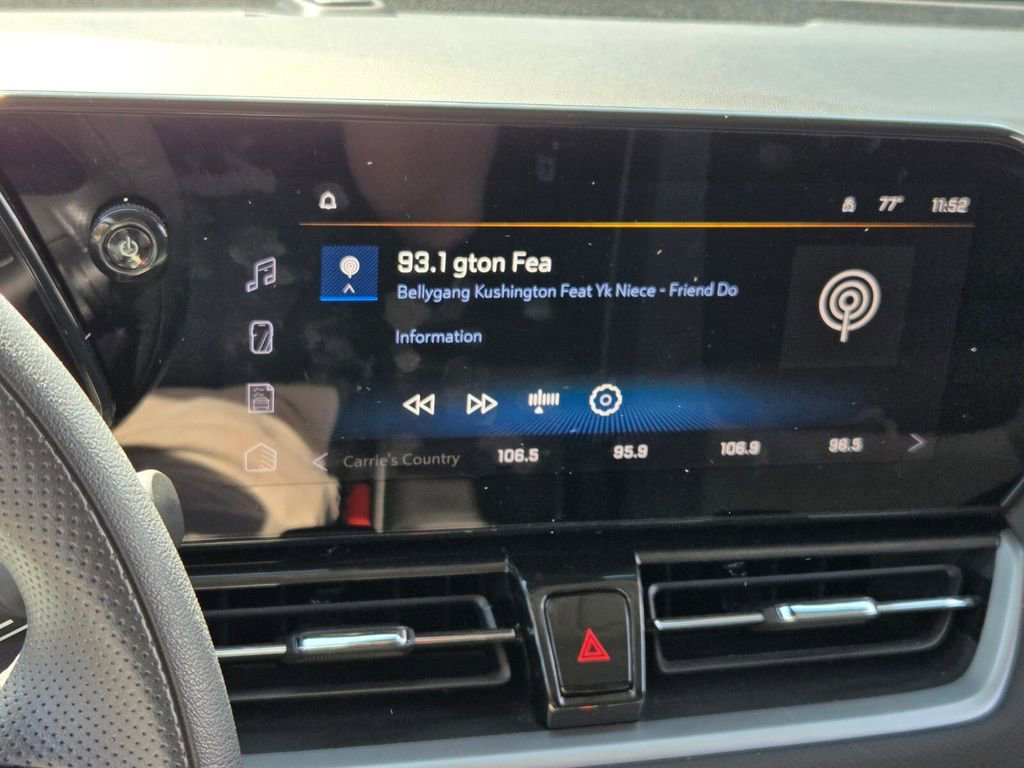 77° 11:52
93.1 gton Fea
Bellygang Kushington Feat Yk Niece - Friend Do
Information
Carrie's Country 106.5 95.9 106.9 96.5